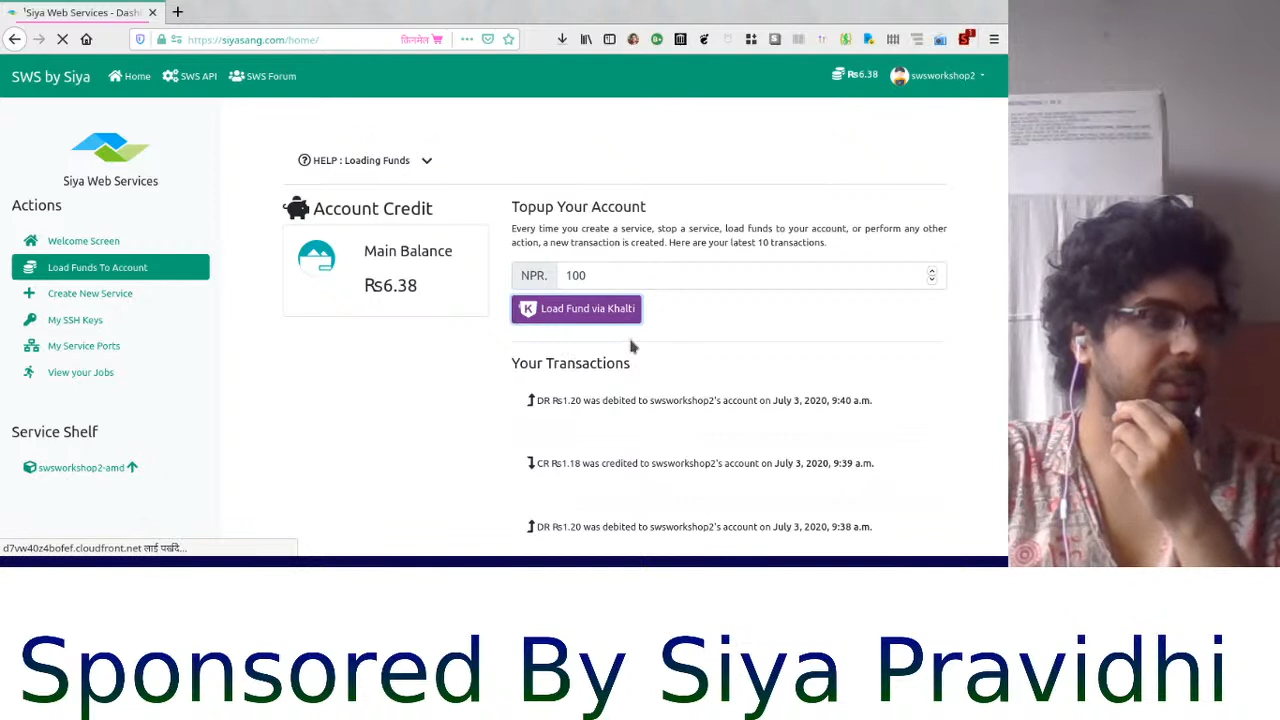 'Siya Web Services - Dashl
https://siyasang.com/home/
किनमेल
SWS by Siya
Home
SWS API
SWS Forum
₨6.38
swsworkshop2
Siya Web Services
Actions
Welcome Screen
Load Funds To Account
Create New Service
My SSH Keys
My Service Ports
View your Jobs
Service Shelf
swsworkshop2-amd
HELP : Loading Funds
Account Credit
Main Balance
₨6.38
Topup Your Account
Every time you create a service, stop a service, load funds to your account, or perform any other
action, a new transaction is created. Here are your latest 10 transactions.
NPR. 100
K Load Fund via Khalti
Your Transactions
DR ₨1.20 was debited to swsworkshop2's account on July 3, 2020, 9:40 a.m.
CR ₨1.18 was credited to swsworkshop2's account on July 3, 2020, 9:39 a.m.
DR ₨1.20 was debited to swsworkshop2's account on July 3, 2020, 9:38 a.m.
d7vw40z4bofef.cloudfront.net लाई पर्खिंदै...
Sponsored By Siya Pravidhi